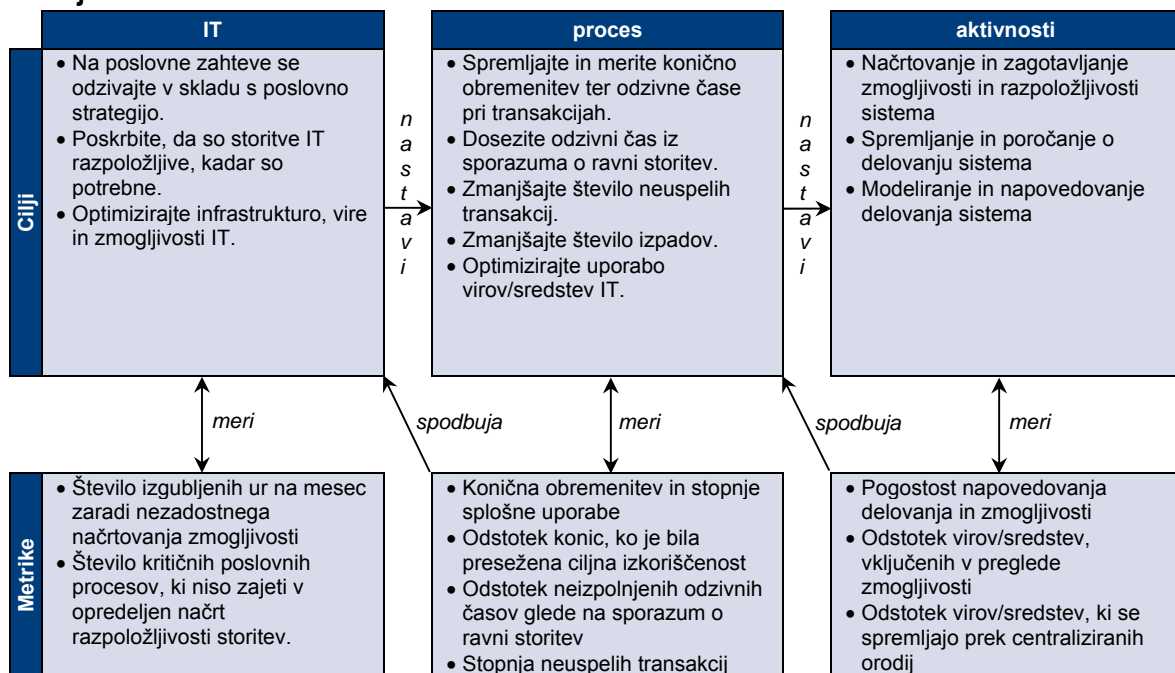 IT
proces
aktivnosti
Cilji
• Na poslovne zahteve se
odzivajte v skladu s poslovno
strategijo.
• Poskrbite, da so storitve IT
razpoložljive, kadar so
potrebne.
• Optimizirajte infrastrukturo, vire
in zmogljivosti IT.
nastavi
• Spremljajte in merite konično
obremenitev ter odzivne čase
pri transakcijah.
• Dosezite odzivni čas iz
sporazuma o ravni storitev.
• Zmanjšajte število neuspelih
transakcij.
• Zmanjšajte število izpadov.
• Optimizirajte uporabo
virov/sredstev IT.
nastavi
• Načrtovanje in zagotavljanje
zmogljivosti in razpoložljivosti
sistema
• Spremljanje in poročanje o
delovanju sistema
• Modeliranje in napovedovanje
delovanja sistema
meri
spodbuja
meri
spodbuja
Metrike
• Število izgubljenih ur na mesec
zaradi nezadostnega
načrtovanja zmogljivosti
• Število kritičnih poslovnih
procesov, ki niso zajeti v
opredeljen načrt
razpoložljivosti storitev.
• Konična obremenitev in stopnje
splošne uporabe
• Odstotek konic, ko je bila
presežena ciljna izkoriščenost
• Odstotek neizpolnjenih odzivnih
časov glede na sporazum o
ravni storitev
• Stopnja neuspelih transakcij
• Pogostost napovedovanja
delovanja in zmogljivosti
• Odstotek virov/sredstev,
vključenih v preglede
zmogljivosti
• Odstotek virov/sredstev, ki se
spremljajo prek centraliziranih
orodij